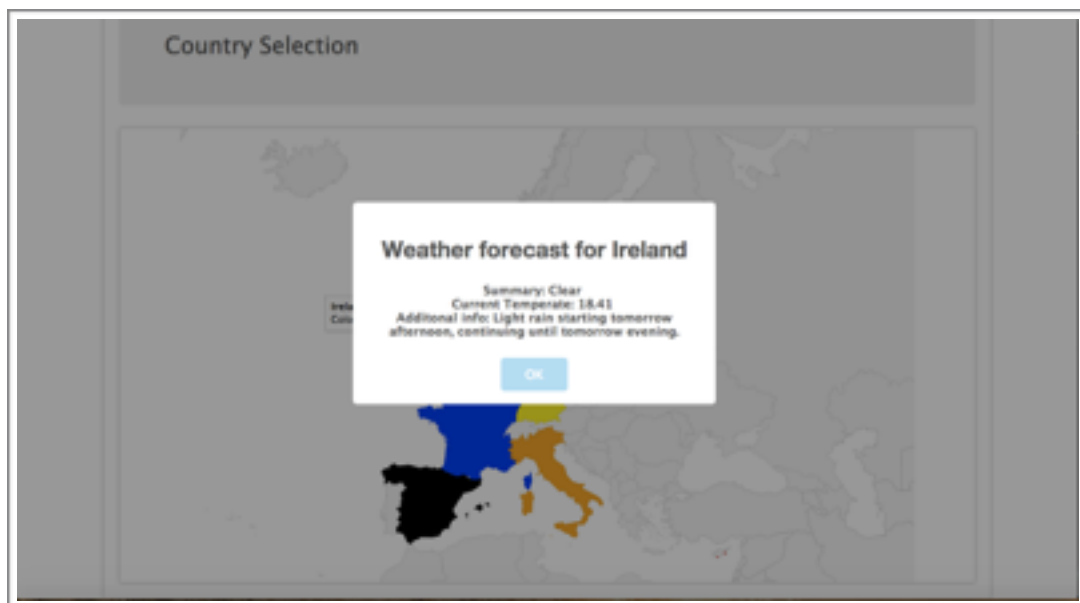 Country Selection
Weather forecast for Ireland
Summary: Clear
Current Temperate: 18.41
Additonal info: Light rain starting tomorrow
afternoon, continuing until tomorrow evening.
OK